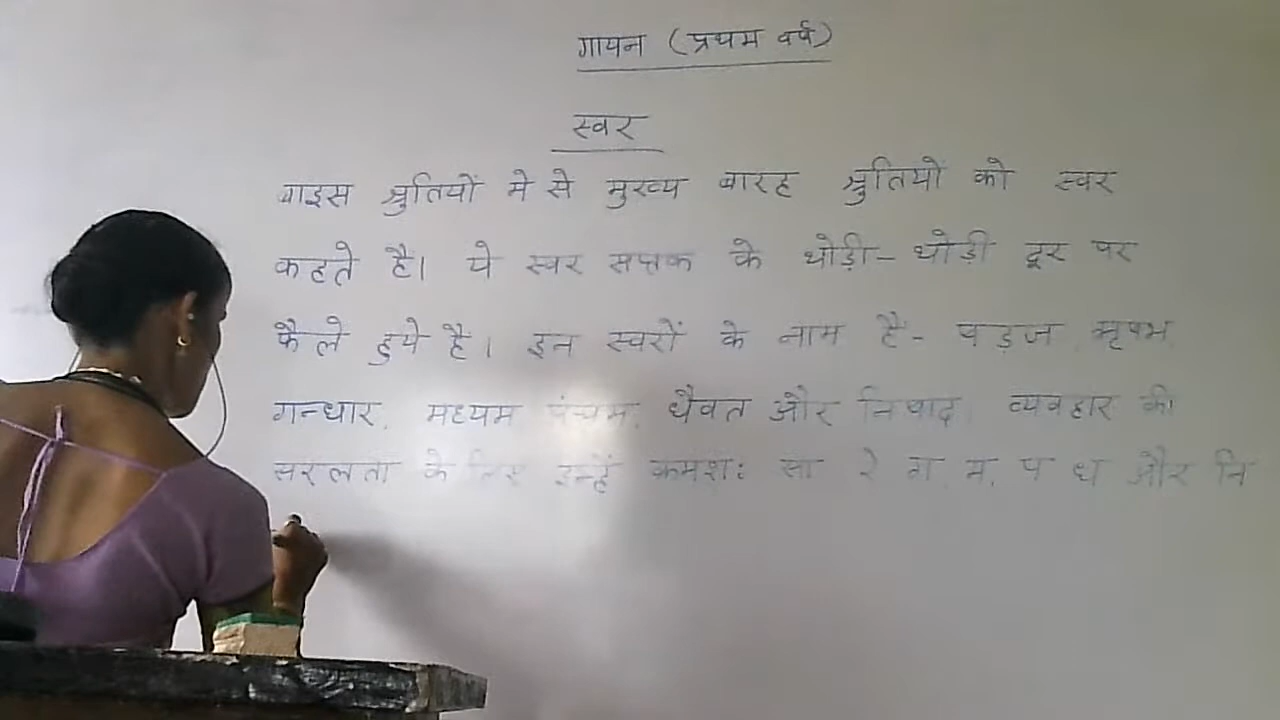 गायन (प्रथम वर्ष)
स्वर
बाइस श्रुतियों मे से मुख्य बारह श्रुतियों को स्वर
कहते है। ये स्वर सप्तक के थोड़ी - थोड़ी दूर पर
फैले हुये है। इन स्वरों के नाम है - षड़ज, ऋषभ,
गन्धार, मध्यम पंचम, धैवत और निषाद, व्यवहार की
सरलता के लिए इन्हें क्रमश: सा रे ग, म, प ध और नि